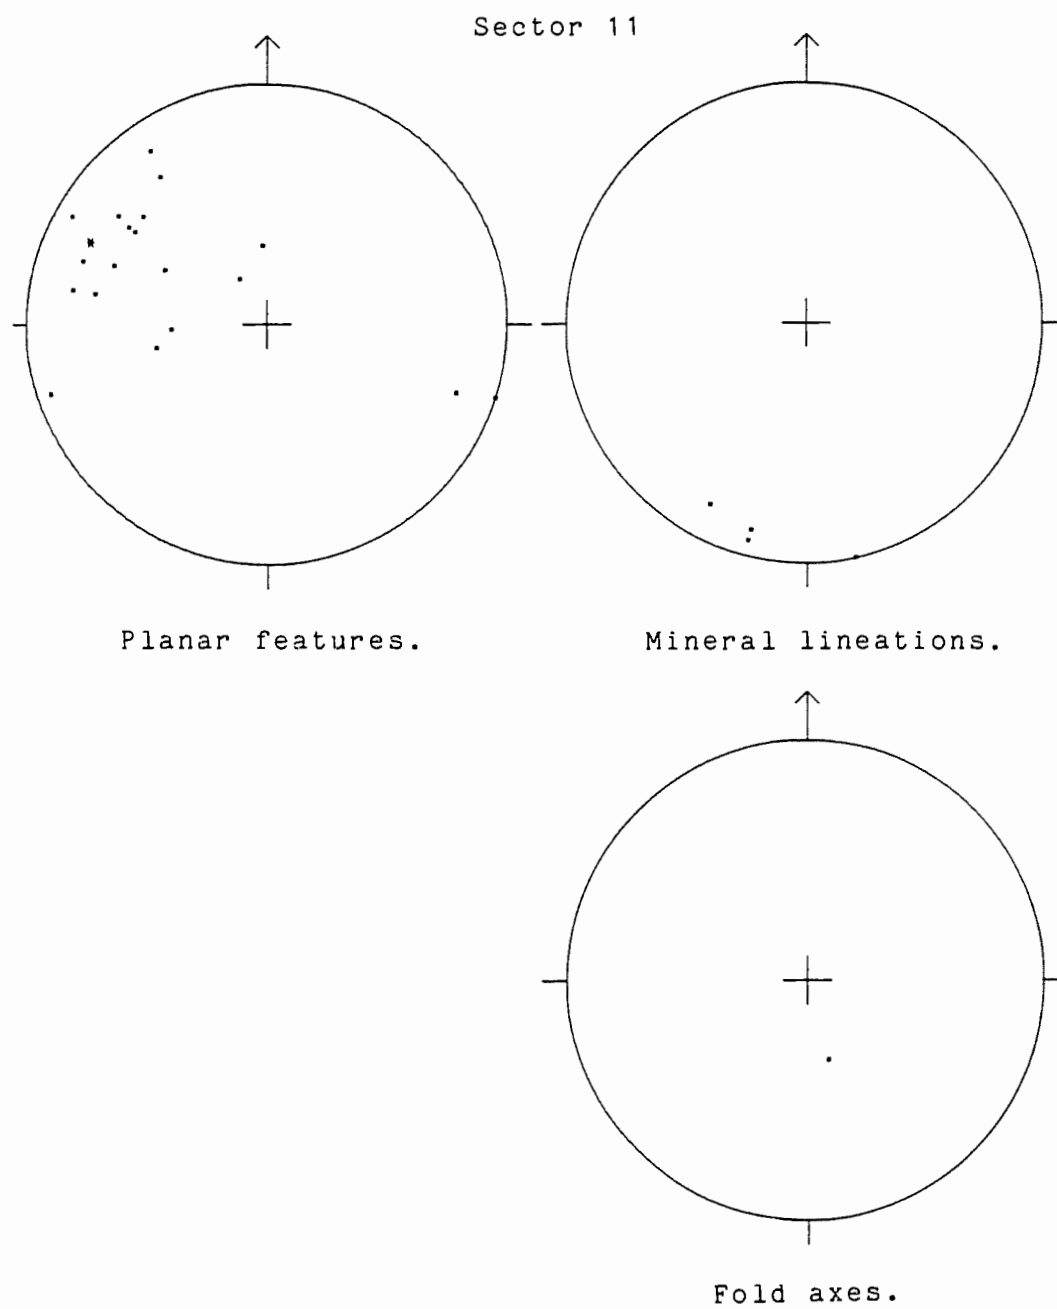 Sector 11
Planar features.
Mineral lineations.
Fold axes.